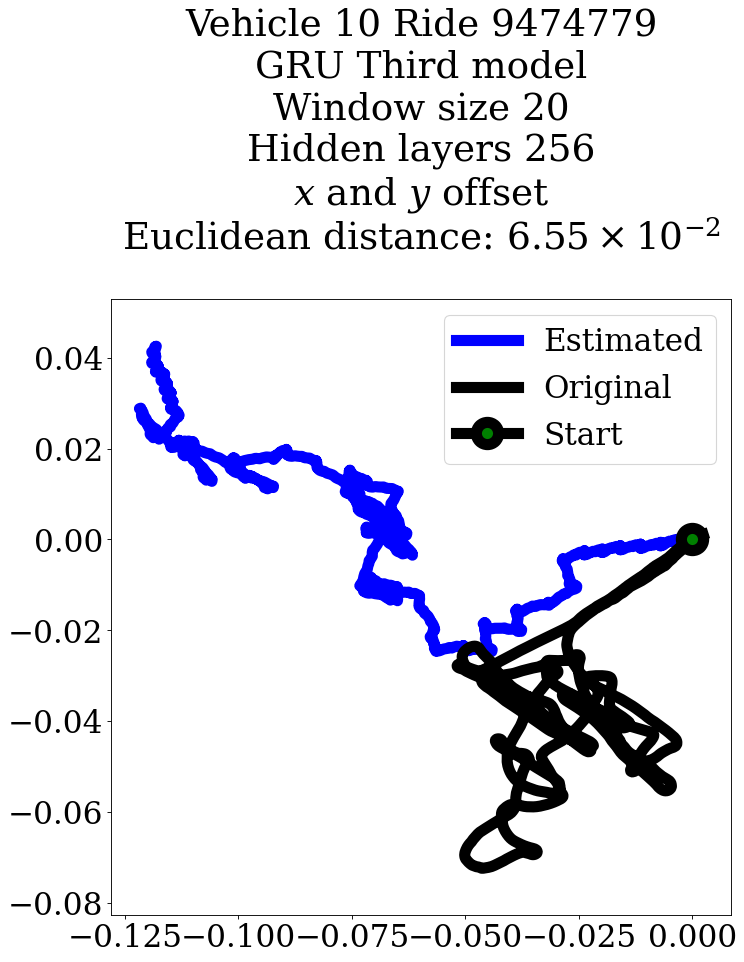 Vehicle 10 Ride 9474779
GRU Third model
Window size 20
Hidden layers 256
x and y offset
Euclidean distance: 6.55 × 10⁻²
Estimated
Original
Start
0.04
0.02
0.00
−0.02
−0.04
−0.06
−0.08
−0.125 −0.100 −0.075 −0.050 −0.025 0.000